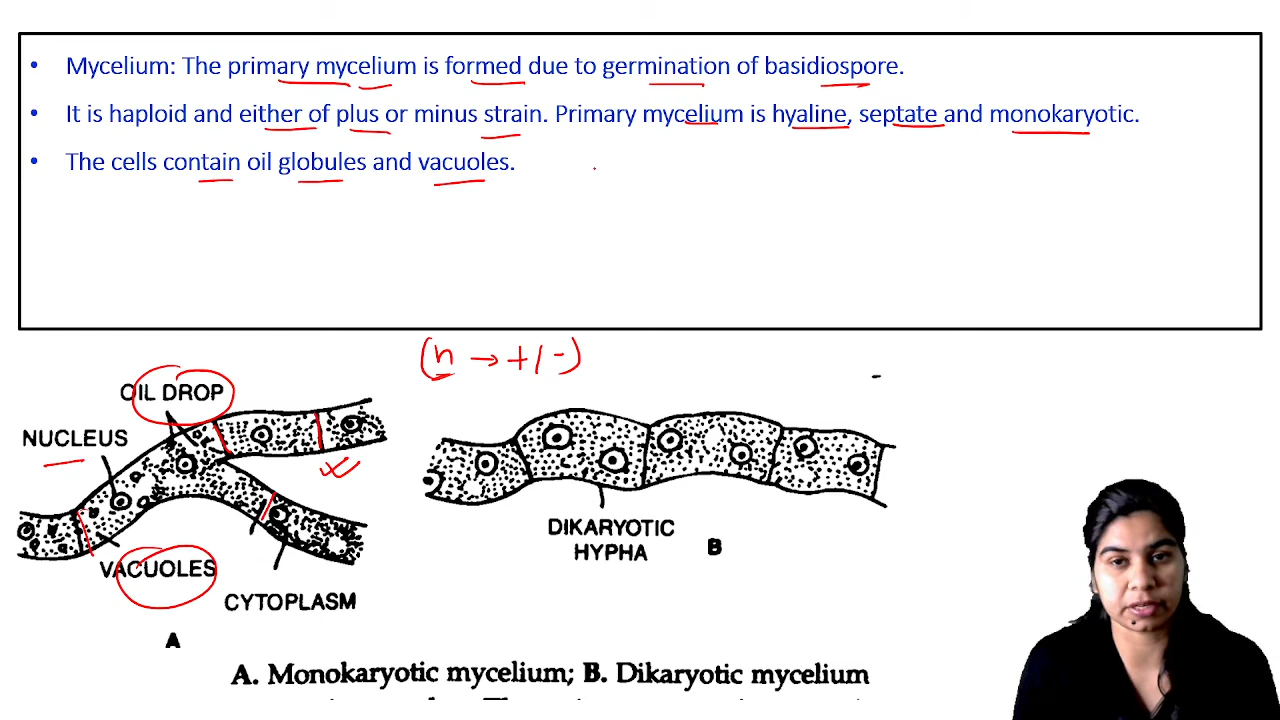 • Mycelium: The primary mycelium is formed due to germination of basidiospore.
• It is haploid and either of plus or minus strain. Primary mycelium is hyaline, septate and monokaryotic.
• The cells contain oil globules and vacuoles.
(n → +/-)
OIL DROP
NUCLEUS
VACUOLES
CYTOPLASM
A
DIKARYOTIC
HYPHA
B
A. Monokaryotic mycelium; B. Dikaryotic mycelium